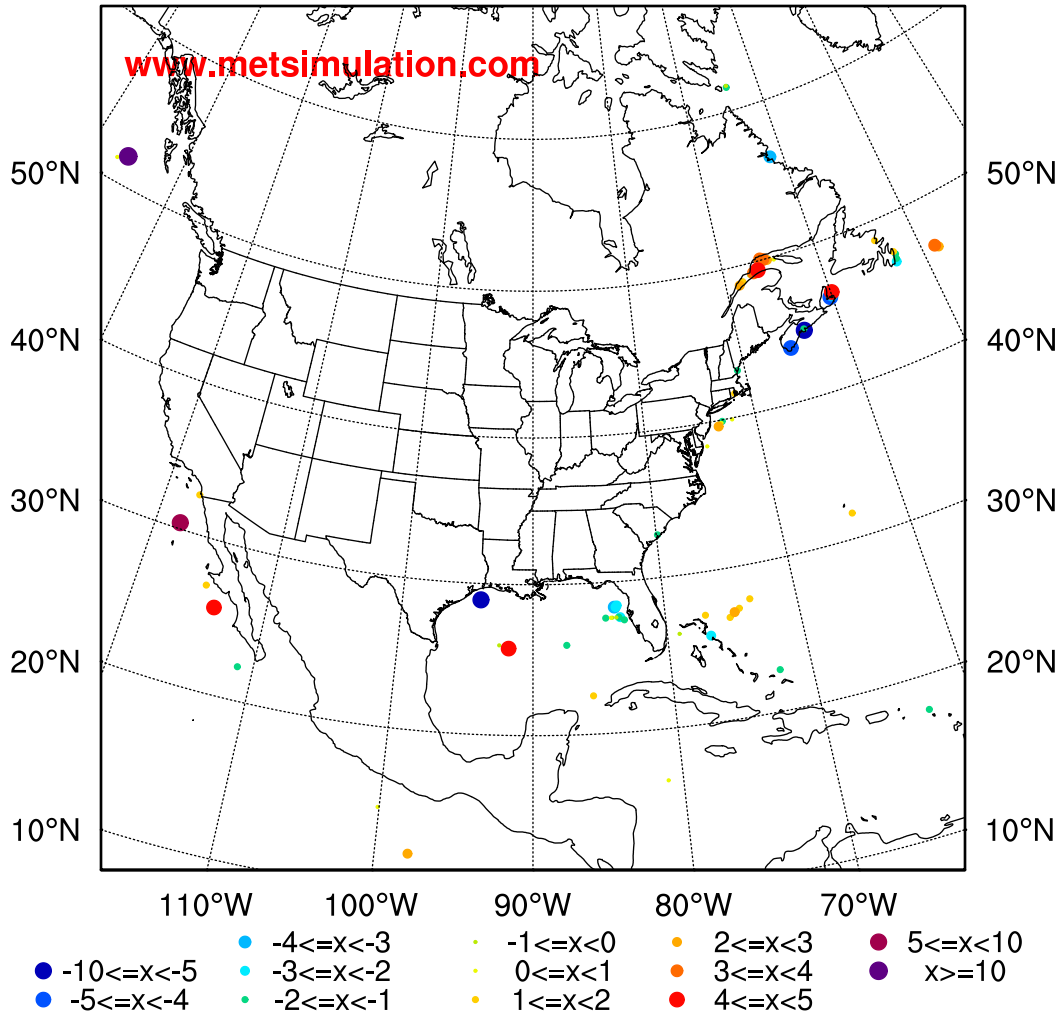 www.metsimulation.com
50°N 50°N
40°N 40°N
30°N 30°N
20°N 20°N
10°N 10°N
110°W 100°W 90°W 80°W 70°W
-4<=x<-3 -1<=x<0 2<=x<3 5<=x<10
-10<=x<-5 -3<=x<-2 0<=x<1 3<=x<4 x>=10
-5<=x<-4 -2<=x<-1 1<=x<2 4<=x<5